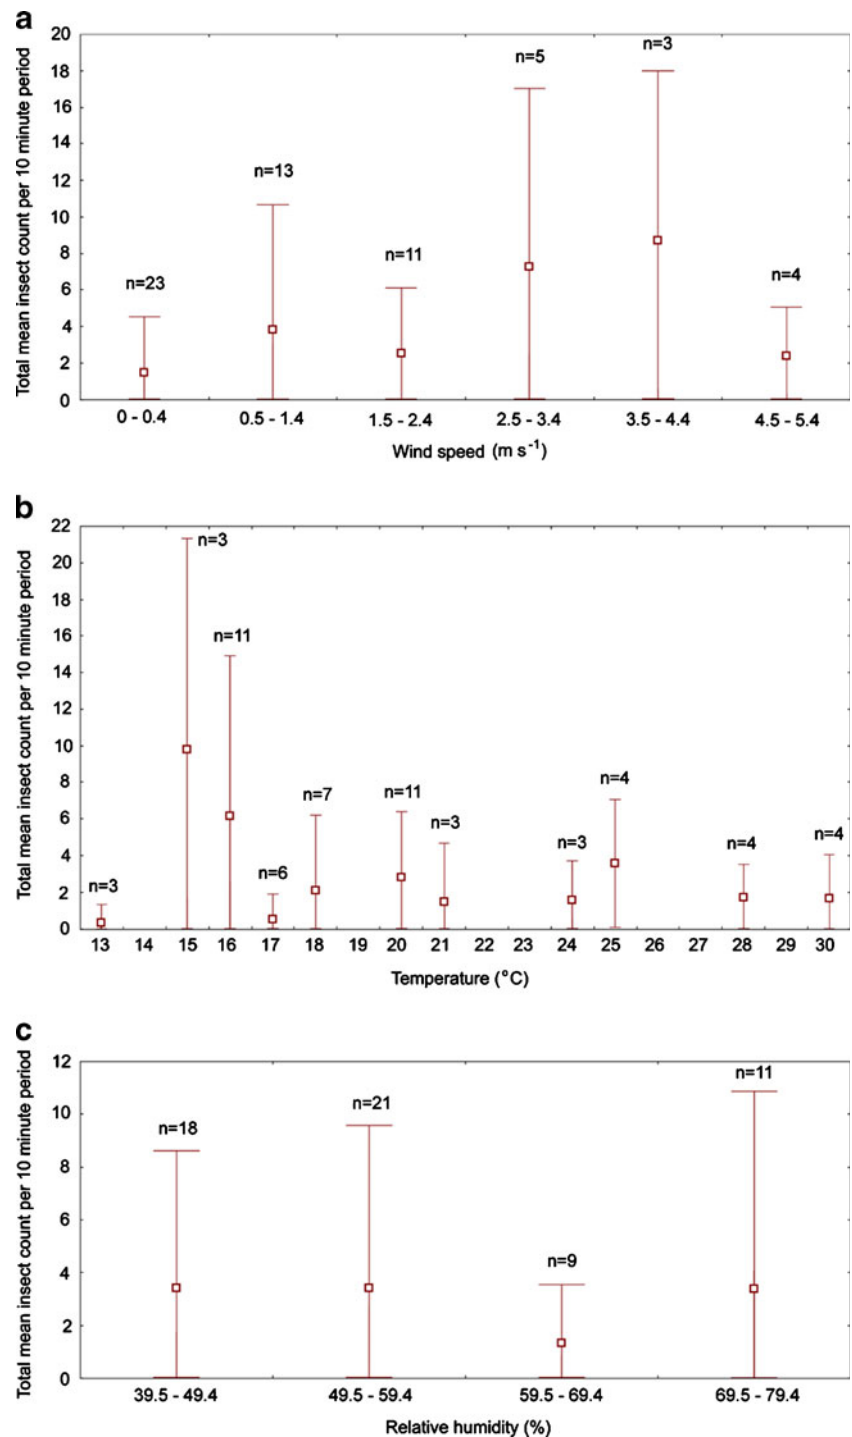 a
Total mean insect count per 10 minute period
20
18
16
14
12
10
8
6
4
2
0
n=23
n=13
n=11
n=5
n=3
n=4
0 - 0.4 0.5 - 1.4 1.5 - 2.4 2.5 - 3.4 3.5 - 4.4 4.5 - 5.4
Wind speed (m s⁻¹)
b
Total mean insect count per 10 minute period
22
20
18
16
14
12
10
8
6
4
2
0
n=3
n=3
n=11
n=6
n=7
n=11
n=3
n=3
n=4
n=4
n=4
13 14 15 16 17 18 19 20 21 22 23 24 25 26 27 28 29 30
Temperature (°C)
c
Total mean insect count per 10 minute period
12
10
8
6
4
2
0
n=18
n=21
n=9
n=11
39.5 - 49.4 49.5 - 59.4 59.5 - 69.4 69.5 - 79.4
Relative humidity (%)